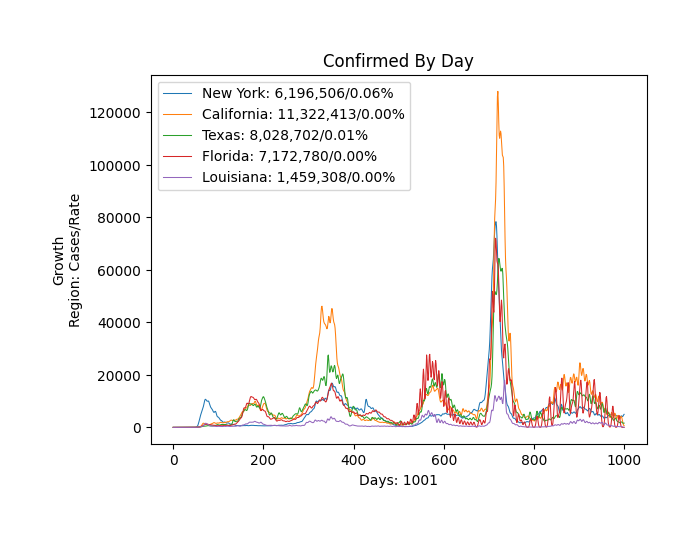 Confirmed By Day
New York: 6,196,506/0.06%
California: 11,322,413/0.00%
Texas: 8,028,702/0.01%
Florida: 7,172,780/0.00%
Louisiana: 1,459,308/0.00%
120000
100000
80000
60000
40000
20000
0
Growth
Region: Cases/Rate
0 200 400 600 800 1000
Days: 1001